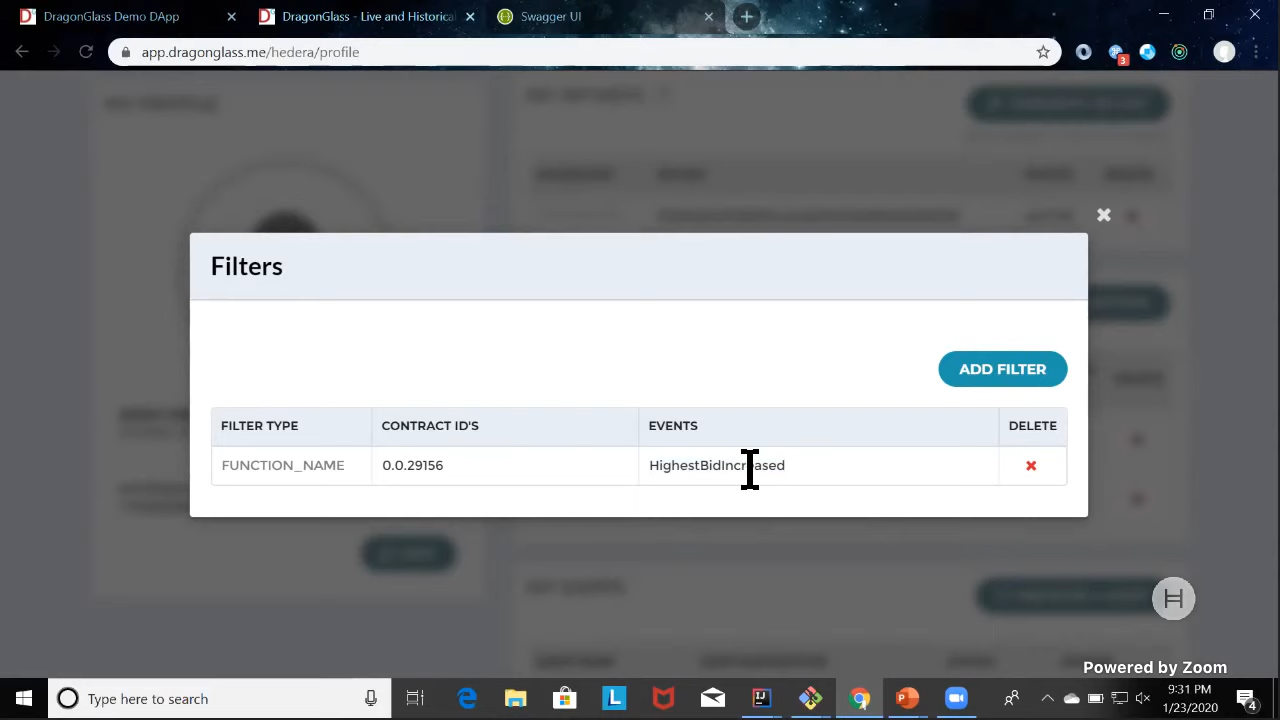 DragonGlass Demo DApp
DragonGlass - Live and Historical
Swagger UI
app.dragonglass.me/hedera/profile
3
Filters
ADD FILTER
FILTER TYPE CONTRACT ID'S EVENTS DELETE
FUNCTION_NAME 0.0.29156 HighestBidIncreased
Powered by Zoom
Type here to search
9:31 PM
1/23/2020
4